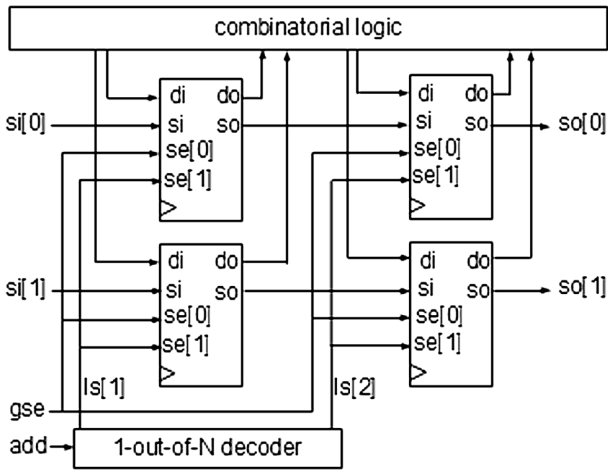 combinatorial logic
di do di do
si[0] si so si so so[0]
se[0] se[0]
se[1] se[1]
di do di do
si[1] si so si so so[1]
se[0] se[0]
se[1] se[1]
ls[1] ls[2]
gse
add 1-out-of-N decoder